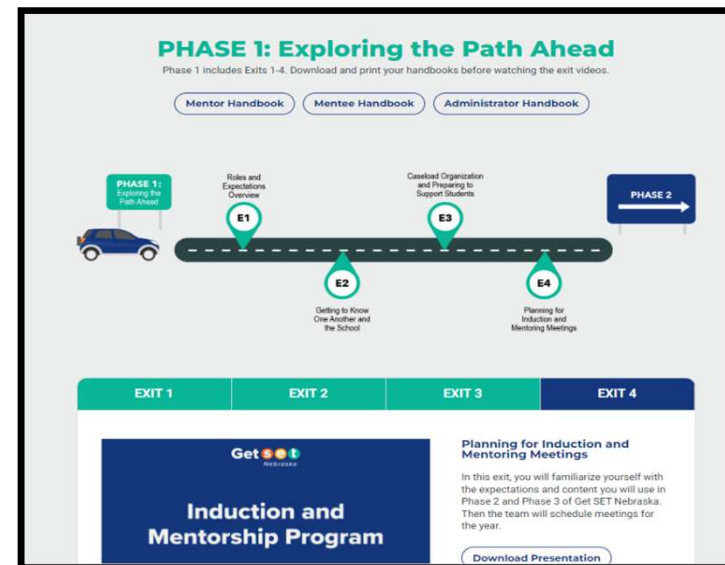 PHASE 1: Exploring the Path Ahead
Phase 1 includes Exits 1-4. Download and print your handbooks before watching the exit videos.
Mentor Handbook
Mentee Handbook
Administrator Handbook
PHASE 1:
Exploring the
Path Ahead
Roles and
Expectations
Overview
E1
E2
Getting to Know
One Another and
the School
Caseload Organization
and Preparing to
Support Students
E3
E4
Planning for
Induction and
Mentoring Meetings
PHASE 2
EXIT 1
EXIT 2
EXIT 3
EXIT 4
Get SET
Nebraska
Induction and
Mentorship Program
Planning for Induction and
Mentoring Meetings
In this exit, you will familiarize yourself with
the expectations and content you will use in
Phase 2 and Phase 3 of Get SET Nebraska.
Then the team will schedule meetings for
the year.
Download Presentation